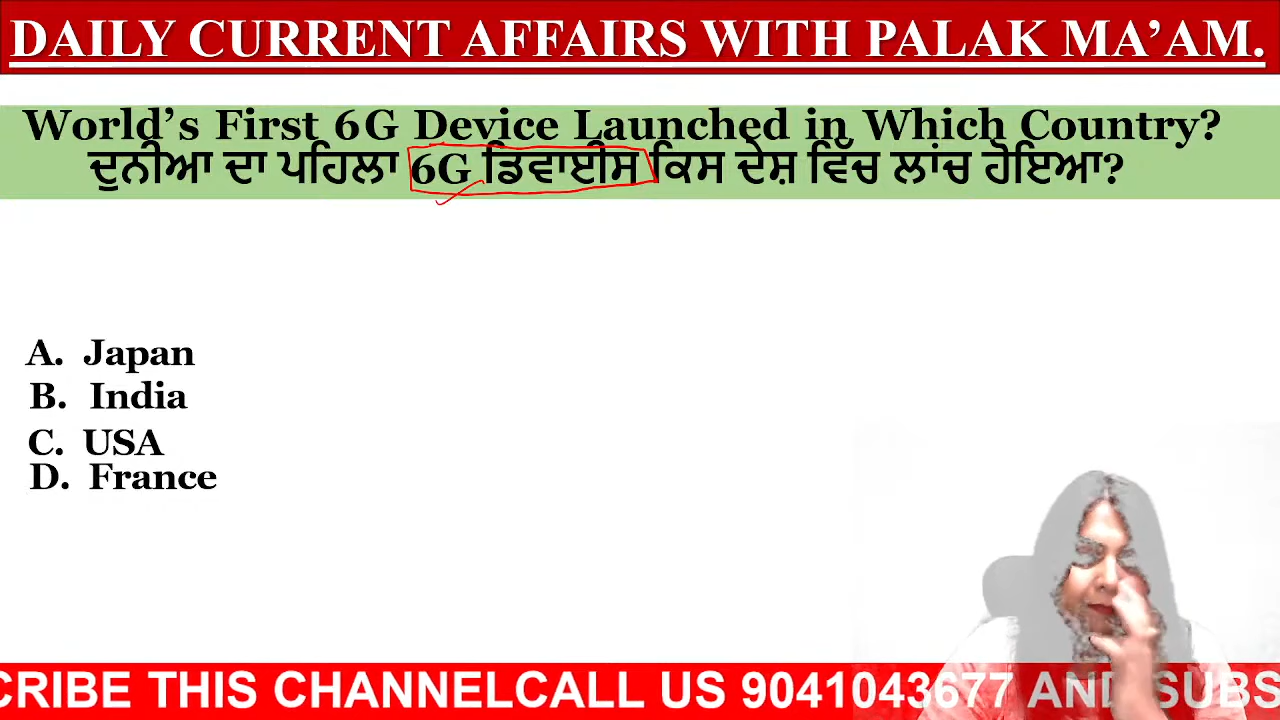 DAILY CURRENT AFFAIRS WITH PALAK MA’AM.
World’s First 6G Device Launched in Which Country?
ਦੁਨੀਆ ਦਾ ਪਹਿਲਾ 6G ਡਿਵਾਈਸ ਕਿਸ ਦੇਸ਼ ਵਿੱਚ ਲਾਂਚ ਹੋਇਆ?
A. Japan
B. India
C. USA
D. France
CRIBE THIS CHANNELCALL US 9041043677 AND SUBS